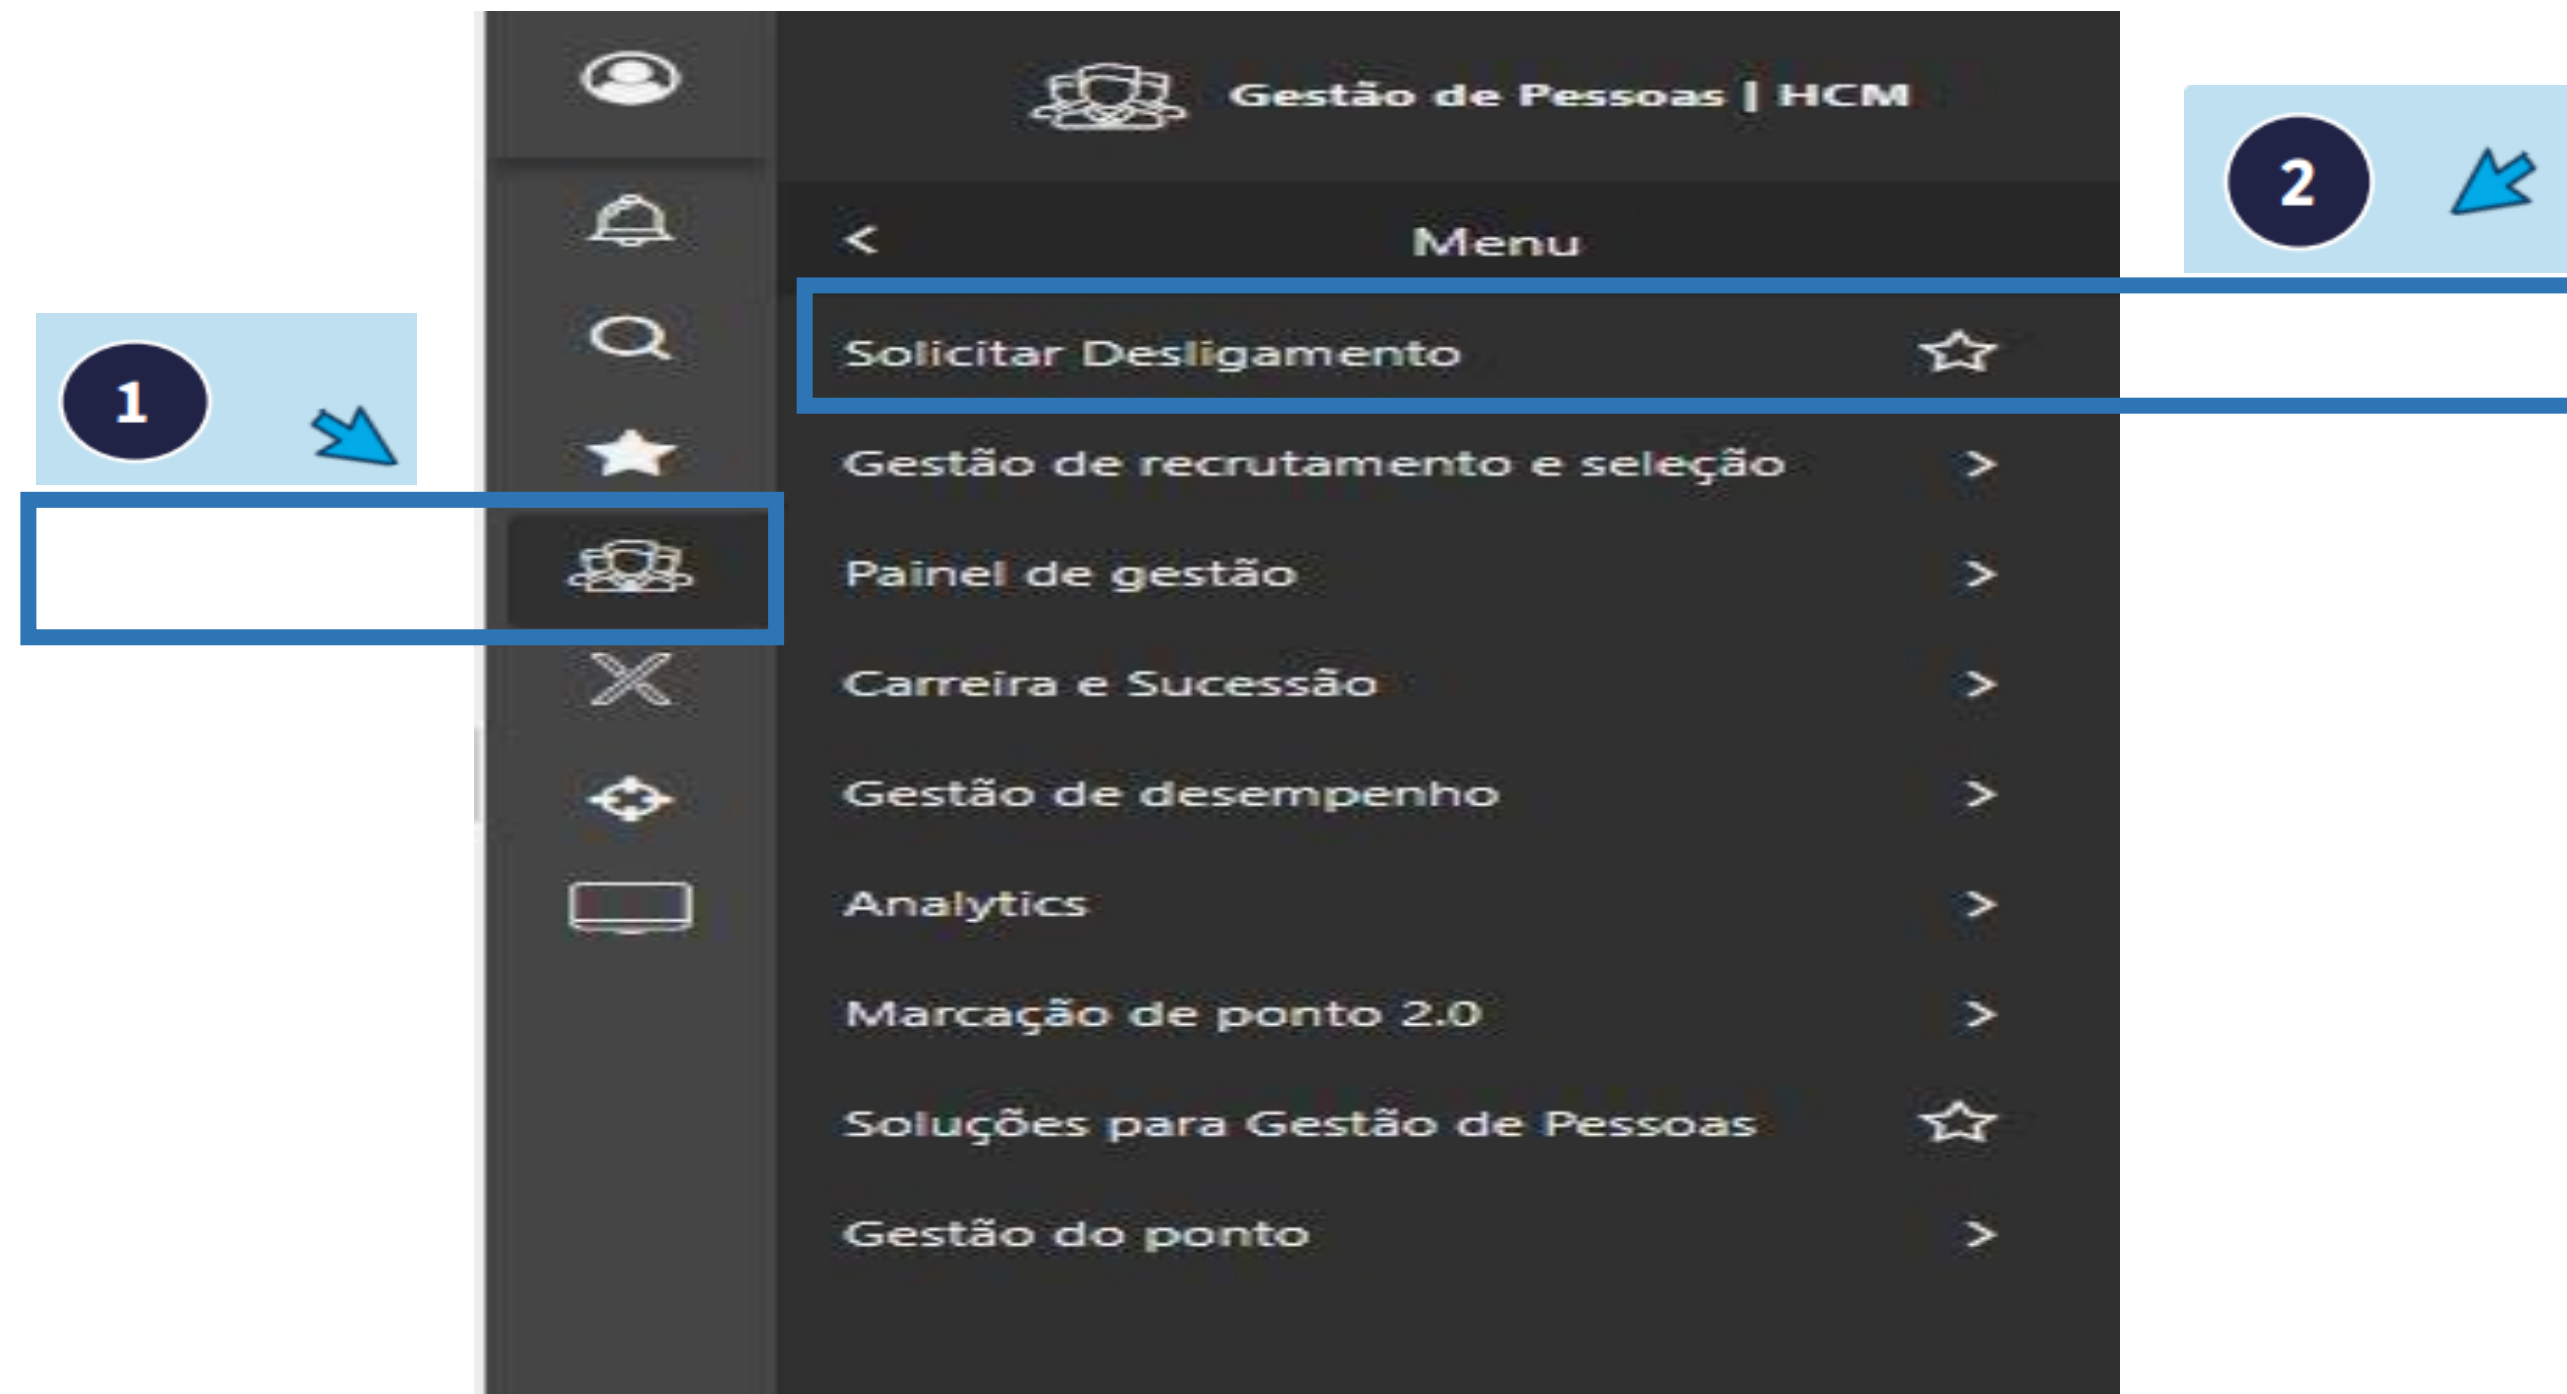 Gestão de Pessoas | HCM
2
< Menu
Solicitar Desligamento
1
Gestão de recrutamento e seleção >
Painel de gestão >
Carreira e Sucessão >
Gestão de desempenho >
Analytics >
Marcação de ponto 2.0 >
Soluções para Gestão de Pessoas
Gestão do ponto >